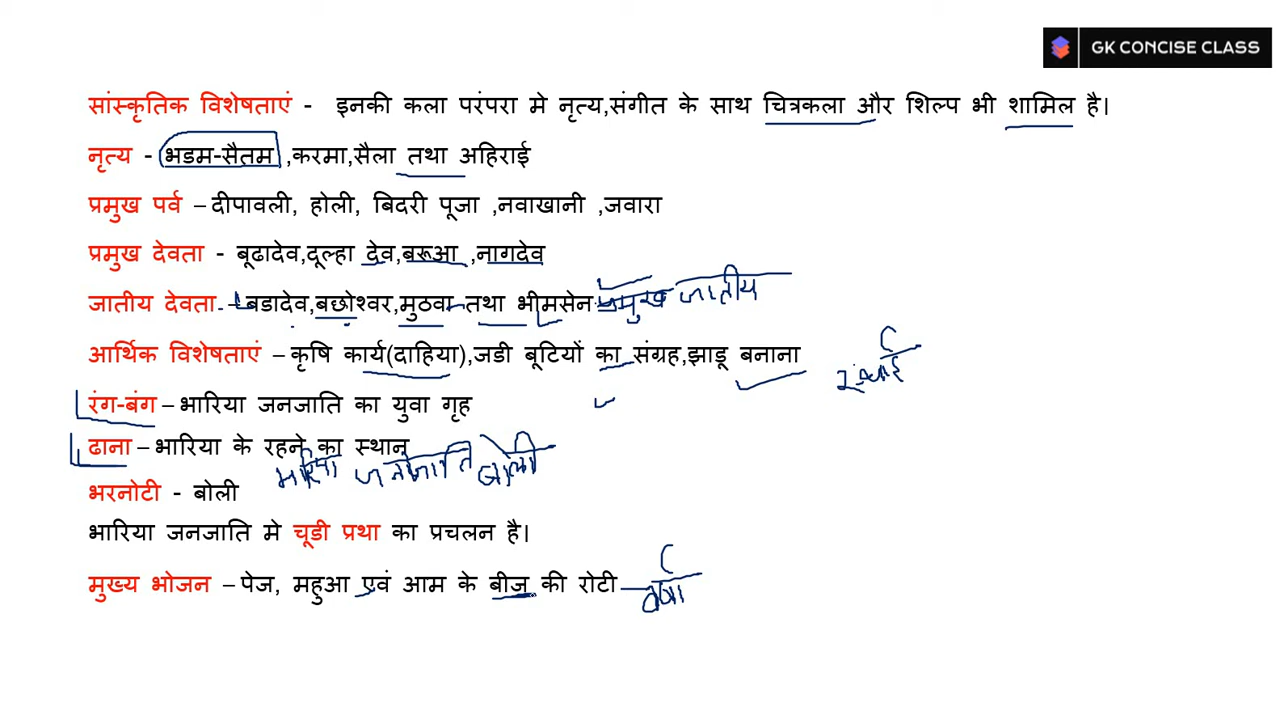 GK CONCISE CLASS
सांस्कृतिक विशेषताएं - इनकी कला परंपरा मे नृत्य,संगीत के साथ चित्रकला और शिल्प भी शामिल है।
नृत्य - भडम-सैतम ,करमा,सैला तथा अहिराई
प्रमुख पर्व – दीपावली, होली, बिदरी पूजा ,नवाखानी ,जवारा
प्रमुख देवता - बूढादेव,दूल्हा देव,बरूआ ,नागदेव
जातीय देवता – बडादेव,बछोश्वर,मुठवा तथा भीमसेन प्रमुख जातीय
आर्थिक विशेषताएं – कृषि कार्य(दाहिया),जडी बूटियों का संग्रह,झाडू बनाना
रंग-बंग – भारिया जनजाति का युवा गृह
ढाना – भारिया के रहने का स्थान
भारिया जनजाति बोली
भरनोटी - बोली
भारिया जनजाति मे चूडी प्रथा का प्रचलन है।
मुख्य भोजन – पेज, महुआ एवं आम के बीज की रोटी